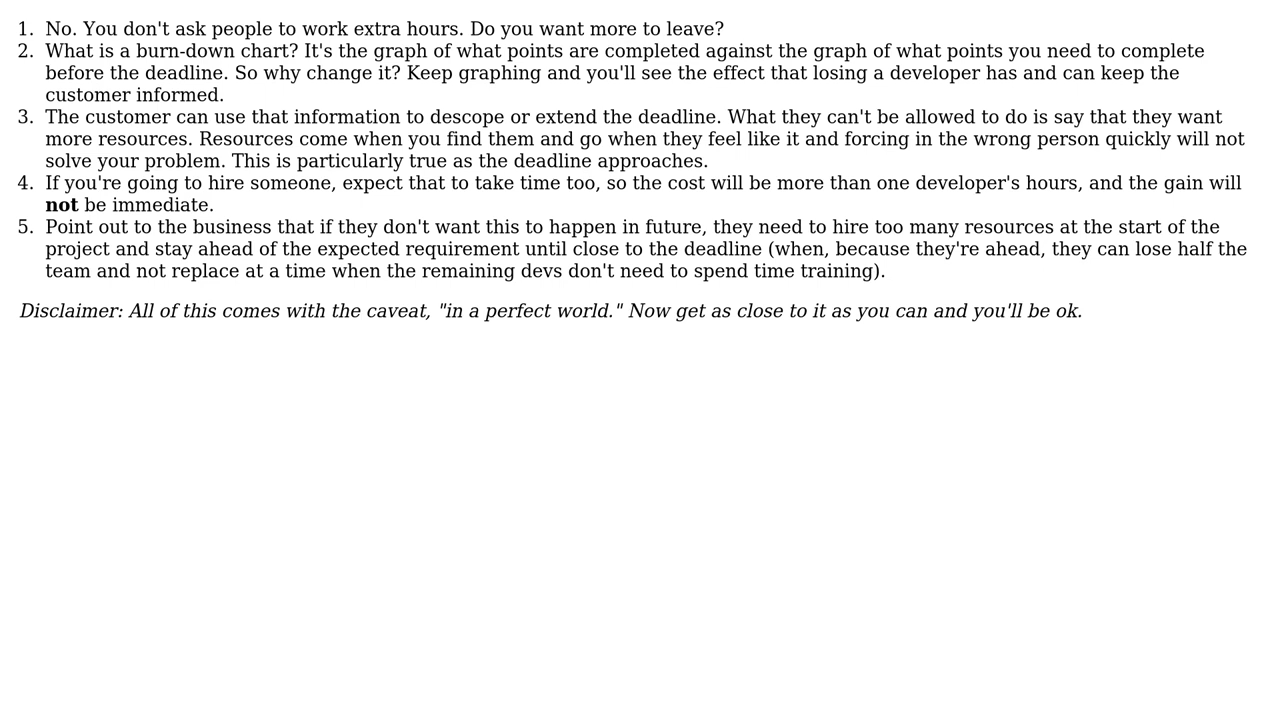 1. No. You don't ask people to work extra hours. Do you want more to leave?
2. What is a burn-down chart? It's the graph of what points are completed against the graph of what points you need to complete
before the deadline. So why change it? Keep graphing and you'll see the effect that losing a developer has and can keep the
customer informed.
3. The customer can use that information to descope or extend the deadline. What they can't be allowed to do is say that they want
more resources. Resources come when you find them and go when they feel like it and forcing in the wrong person quickly will not
solve your problem. This is particularly true as the deadline approaches.
4. If you're going to hire someone, expect that to take time too, so the cost will be more than one developer's hours, and the gain will
not be immediate.
5. Point out to the business that if they don't want this to happen in future, they need to hire too many resources at the start of the
project and stay ahead of the expected requirement until close to the deadline (when, because they're ahead, they can lose half the
team and not replace at a time when the remaining devs don't need to spend time training).
Disclaimer: All of this comes with the caveat, "in a perfect world." Now get as close to it as you can and you'll be ok.